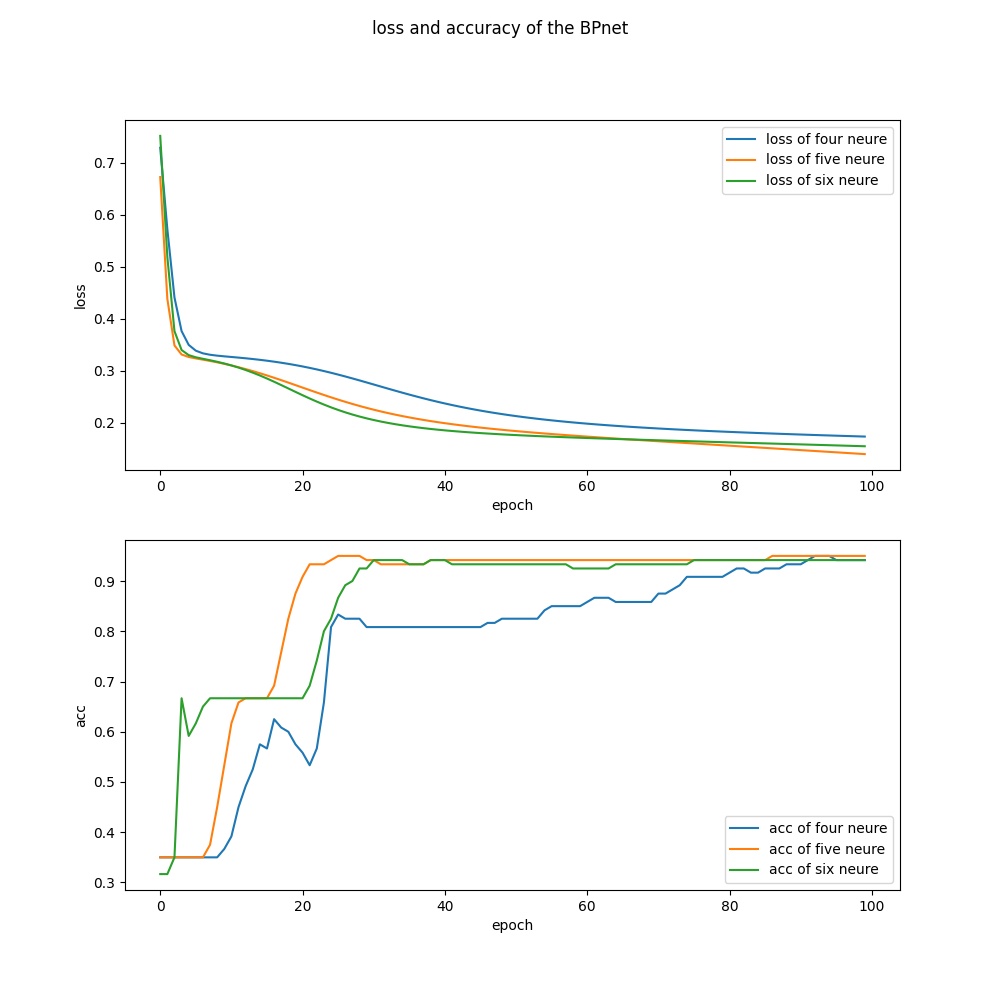 loss and accuracy of the BPnet
loss of four neure
loss of five neure
loss of six neure
0.7
0.6
0.5
0.4
0.3
0.2
loss
0 20 40 60 80 100
epoch
0.9
0.8
0.7
0.6
0.5
0.4
0.3
acc
acc of four neure
acc of five neure
acc of six neure
0 20 40 60 80 100
epoch